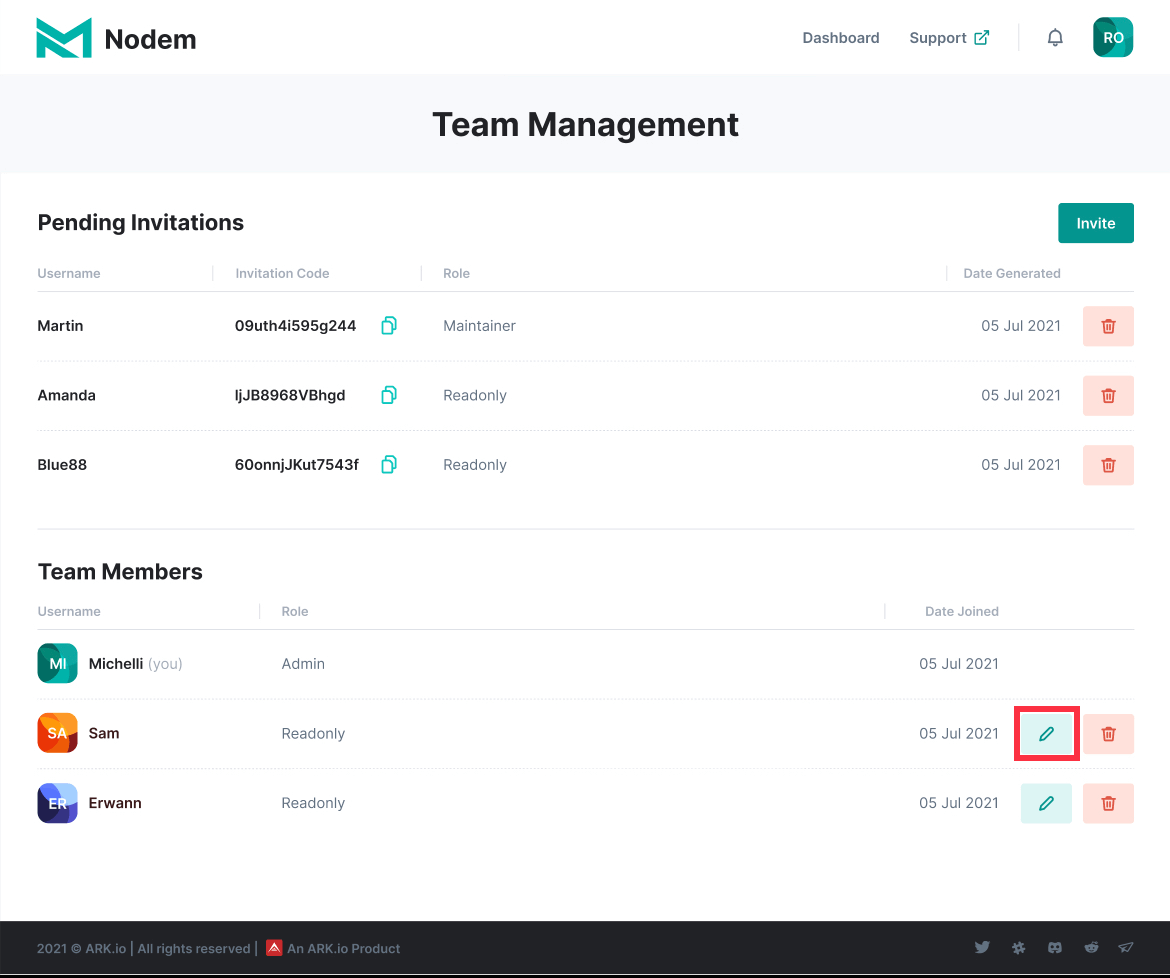 Nodem
Dashboard Support RO
Team Management
Pending Invitations Invite
Username Invitation Code Role Date Generated
Martin 09uth4i595g244 Maintainer 05 Jul 2021
Amanda ljJB8968VBhgd Readonly 05 Jul 2021
Blue88 60onnjJKut7543f Readonly 05 Jul 2021
Team Members
Username Role Date Joined
MI Michelli (you) Admin 05 Jul 2021
SA Sam Readonly 05 Jul 2021
ER Erwann Readonly 05 Jul 2021
2021 © ARK.io | All rights reserved | An ARK.io Product